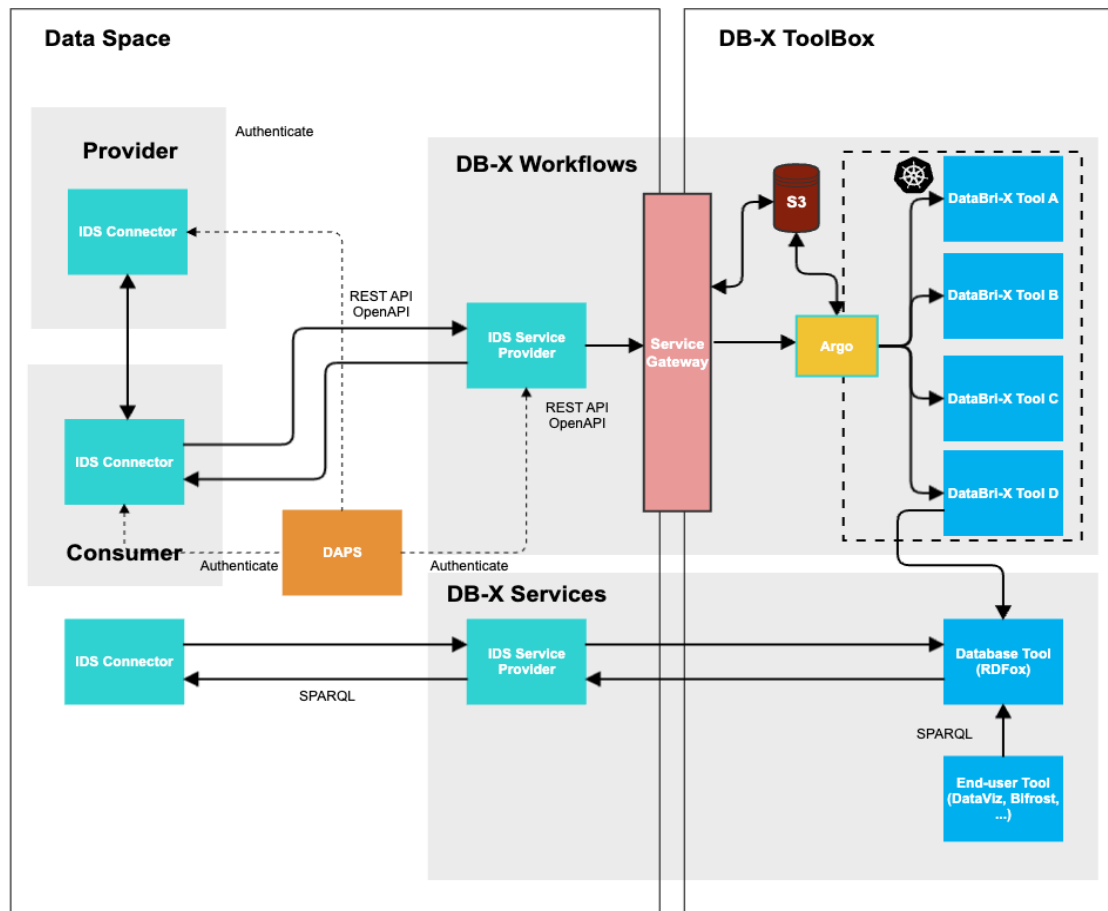 Data Space
DB-X ToolBox
Authenticate
Provider
IDS Connector
DB-X Workflows
S3
DataBri-X Tool A
DataBri-X Tool B
REST API
OpenAPI
IDS Service
Provider
Service
Gateway
Argo
DataBri-X Tool C
REST API
OpenAPI
IDS Connector
DataBri-X Tool D
Consumer
DAPS
Authenticate
Authenticate
DB-X Services
IDS Connector
IDS Service
Provider
Database Tool
(RDFox)
SPARQL
SPARQL
End-user Tool
(DataViz, Bifrost,
...)